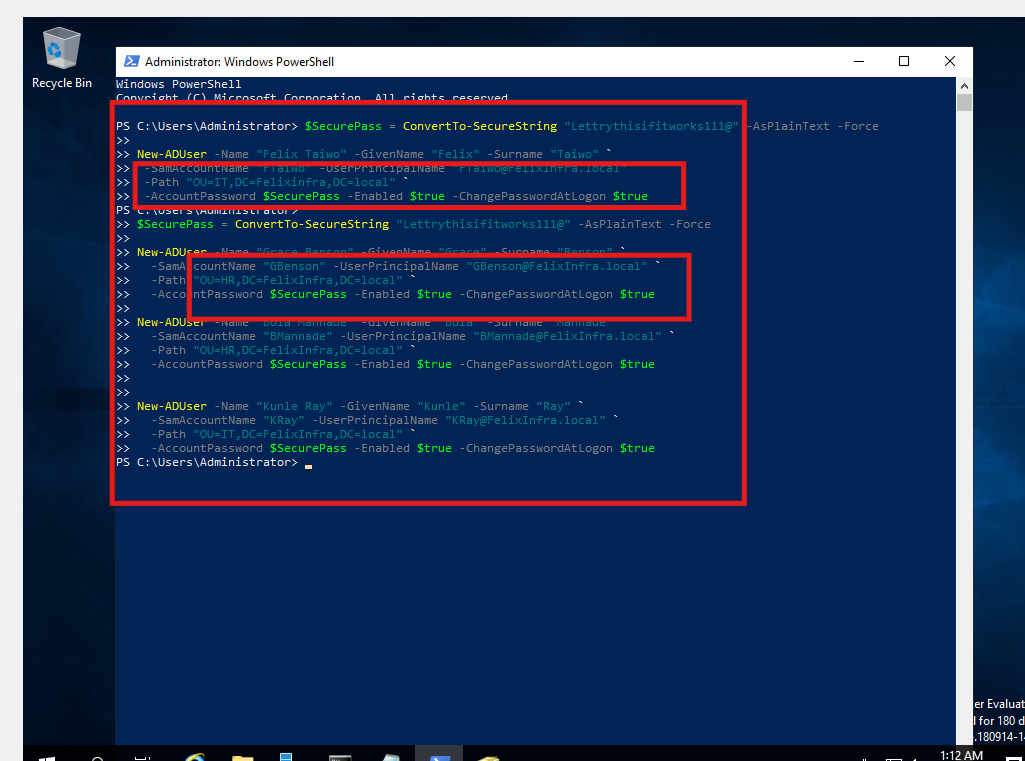 Recycle Bin
Administrator: Windows PowerShell
Windows PowerShell
Copyright (C) Microsoft Corporation. All rights reserved.
PS C:\Users\Administrator> $SecurePass = ConvertTo-SecureString "Lettrythisifitworks111@" -AsPlainText -Force
>>
>> New-ADUser -Name "Felix Taiwo" -GivenName "Felix" -Surname "Taiwo" `
>>   -SamAccountName "FTaiwo" -UserPrincipalName "FTaiwo@FelixInfra.local" `
>>   -Path "OU=IT,DC=Felixinfra,DC=local" `
>>   -AccountPassword $SecurePass -Enabled $true -ChangePasswordAtLogon $true
PS C:\Users\Administrator>
>> $SecurePass = ConvertTo-SecureString "Lettrythisifitworks111@" -AsPlainText -Force
>>
>> New-ADUser -Name "Grace Benson" -GivenName "Grace" -Surname "Benson" `
>>   -SamAccountName "GBenson" -UserPrincipalName "GBenson@FelixInfra.local" `
>>   -Path "OU=HR,DC=FelixInfra,DC=local" `
>>   -AccountPassword $SecurePass -Enabled $true -ChangePasswordAtLogon $true
>>
>> New-ADUser -Name "Bola Mannade" -GivenName "Bola" -Surname "Mannade" `
>>   -SamAccountName "BMannade" -UserPrincipalName "BMannade@FelixInfra.local" `
>>   -Path "OU=HR,DC=FelixInfra,DC=local" `
>>   -AccountPassword $SecurePass -Enabled $true -ChangePasswordAtLogon $true
>>
>>
>> New-ADUser -Name "Kunle Ray" -GivenName "Kunle" -Surname "Ray" `
>>   -SamAccountName "KRay" -UserPrincipalName "KRay@FelixInfra.local" `
>>   -Path "OU=IT,DC=FelixInfra,DC=local" `
>>   -AccountPassword $SecurePass -Enabled $true -ChangePasswordAtLogon $true
PS C:\Users\Administrator>
er Evaluat
d for 180 d
.180914-14
1:12 AM